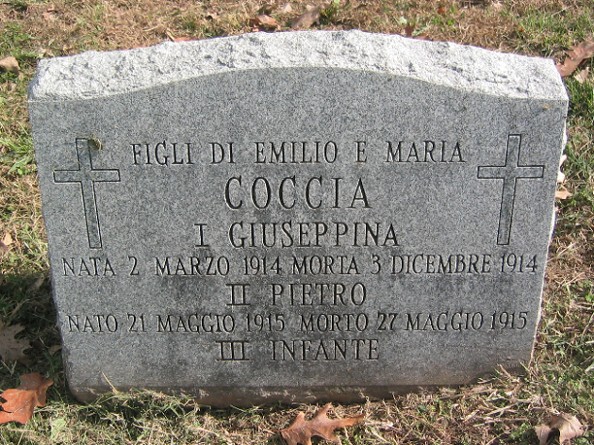 FIGLI DI EMILIO E MARIA
COCCIA
I GIUSEPPINA
NATA 2 MARZO 1914 MORTA 3 DICEMBRE 1914
II PIETRO
NATO 21 MAGGIO 1915 MORTO 27 MAGGIO 1915
III INFANTE